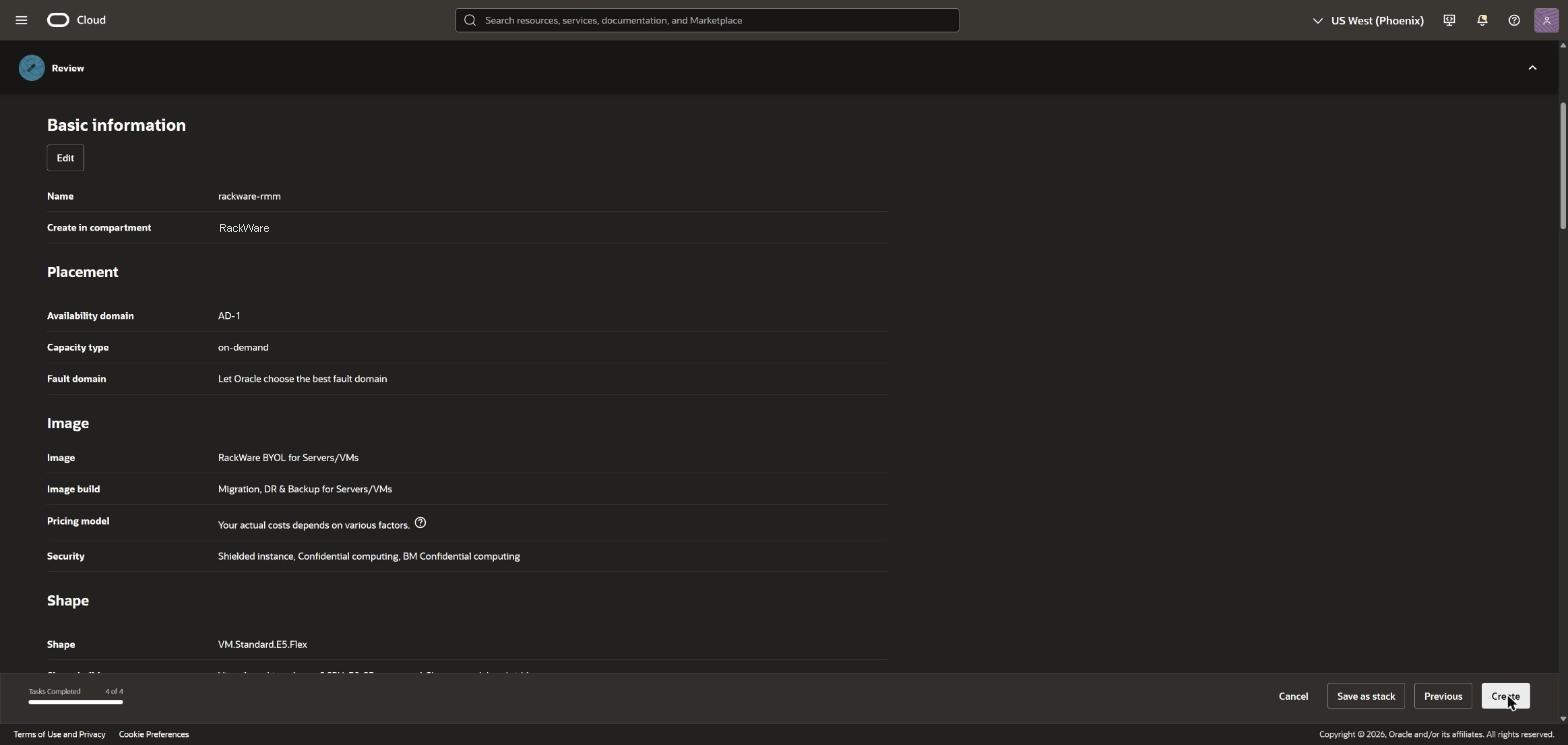 Cloud
Search resources, services, documentation, and Marketplace
US West (Phoenix)
Review
Basic information
Edit
Name rackware-rmm
Create in compartment RackWare
Placement
Availability domain AD-1
Capacity type on-demand
Fault domain Let Oracle choose the best fault domain
Image
Image RackWare BYOL for Servers/VMs
Image build Migration, DR & Backup for Servers/VMs
Pricing model Your actual costs depends on various factors.
Security Shielded instance, Confidential computing, BM Confidential computing
Shape
Shape VM.Standard.E5.Flex
Tasks Completed 4 of 4
Cancel Save as stack Previous Create
Terms of Use and Privacy Cookie Preferences Copyright © 2026, Oracle and/or its affiliates. All rights reserved.